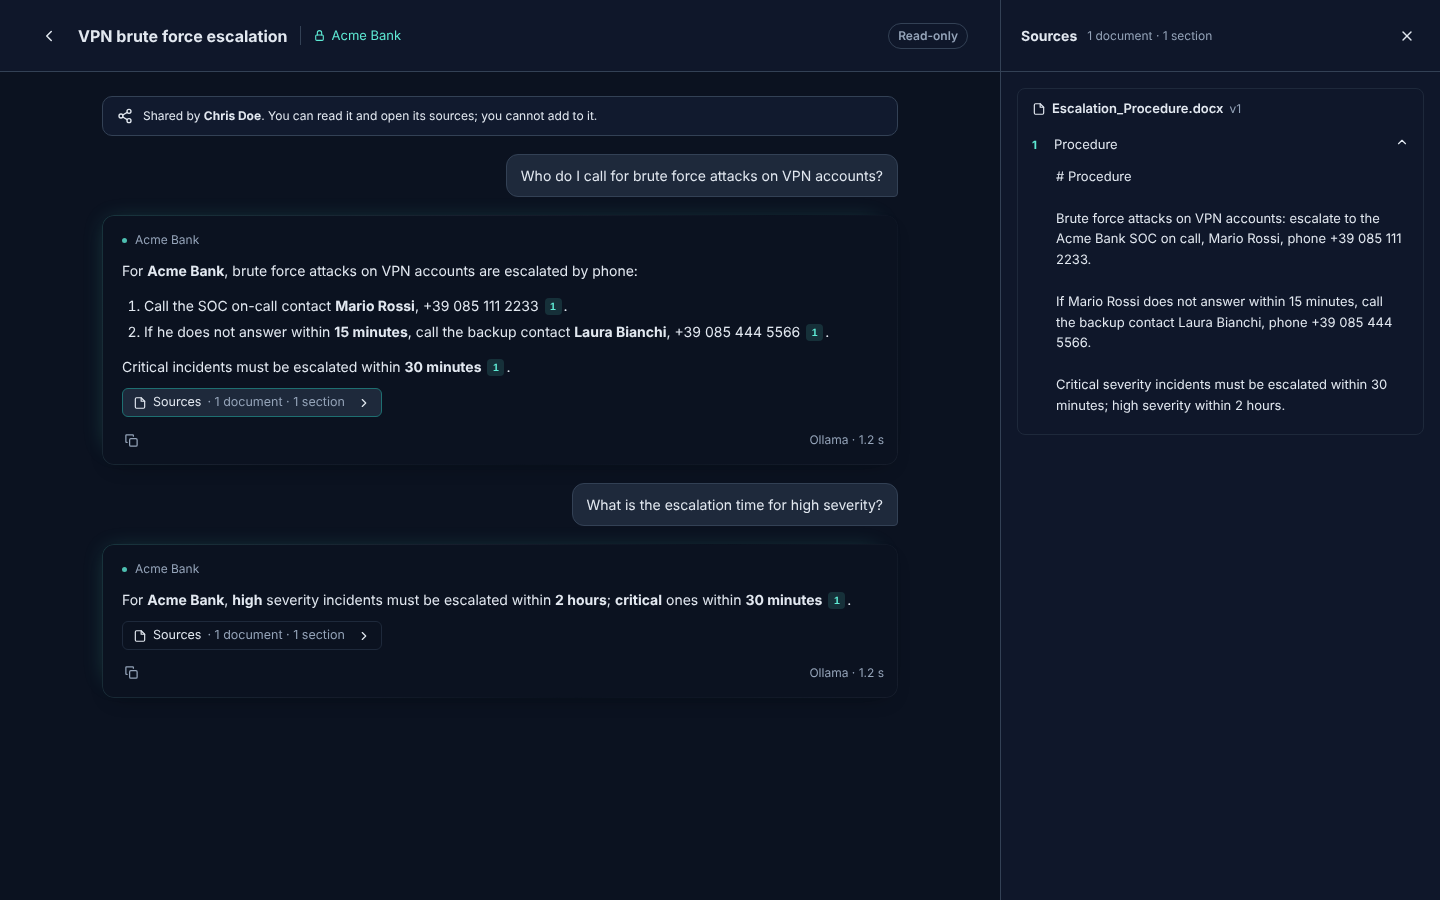 VPN brute force escalation
Acme Bank
Read-only
Shared by Chris Doe. You can read it and open its sources; you cannot add to it.
Who do I call for brute force attacks on VPN accounts?
Acme Bank
For Acme Bank, brute force attacks on VPN accounts are escalated by phone:
1. Call the SOC on-call contact Mario Rossi, +39 085 111 2233 1.
2. If he does not answer within 15 minutes, call the backup contact Laura Bianchi, +39 085 444 5566 1.
Critical incidents must be escalated within 30 minutes 1.
Sources · 1 document · 1 section
Ollama · 1.2 s
What is the escalation time for high severity?
Acme Bank
For Acme Bank, high severity incidents must be escalated within 2 hours; critical ones within 30 minutes 1.
Sources · 1 document · 1 section
Ollama · 1.2 s
Sources 1 document · 1 section
Escalation_Procedure.docx v1
1 Procedure
# Procedure
Brute force attacks on VPN accounts: escalate to the
Acme Bank SOC on call, Mario Rossi, phone +39 085 111
2233.
If Mario Rossi does not answer within 15 minutes, call
the backup contact Laura Bianchi, phone +39 085 444
5566.
Critical severity incidents must be escalated within 30
minutes; high severity within 2 hours.